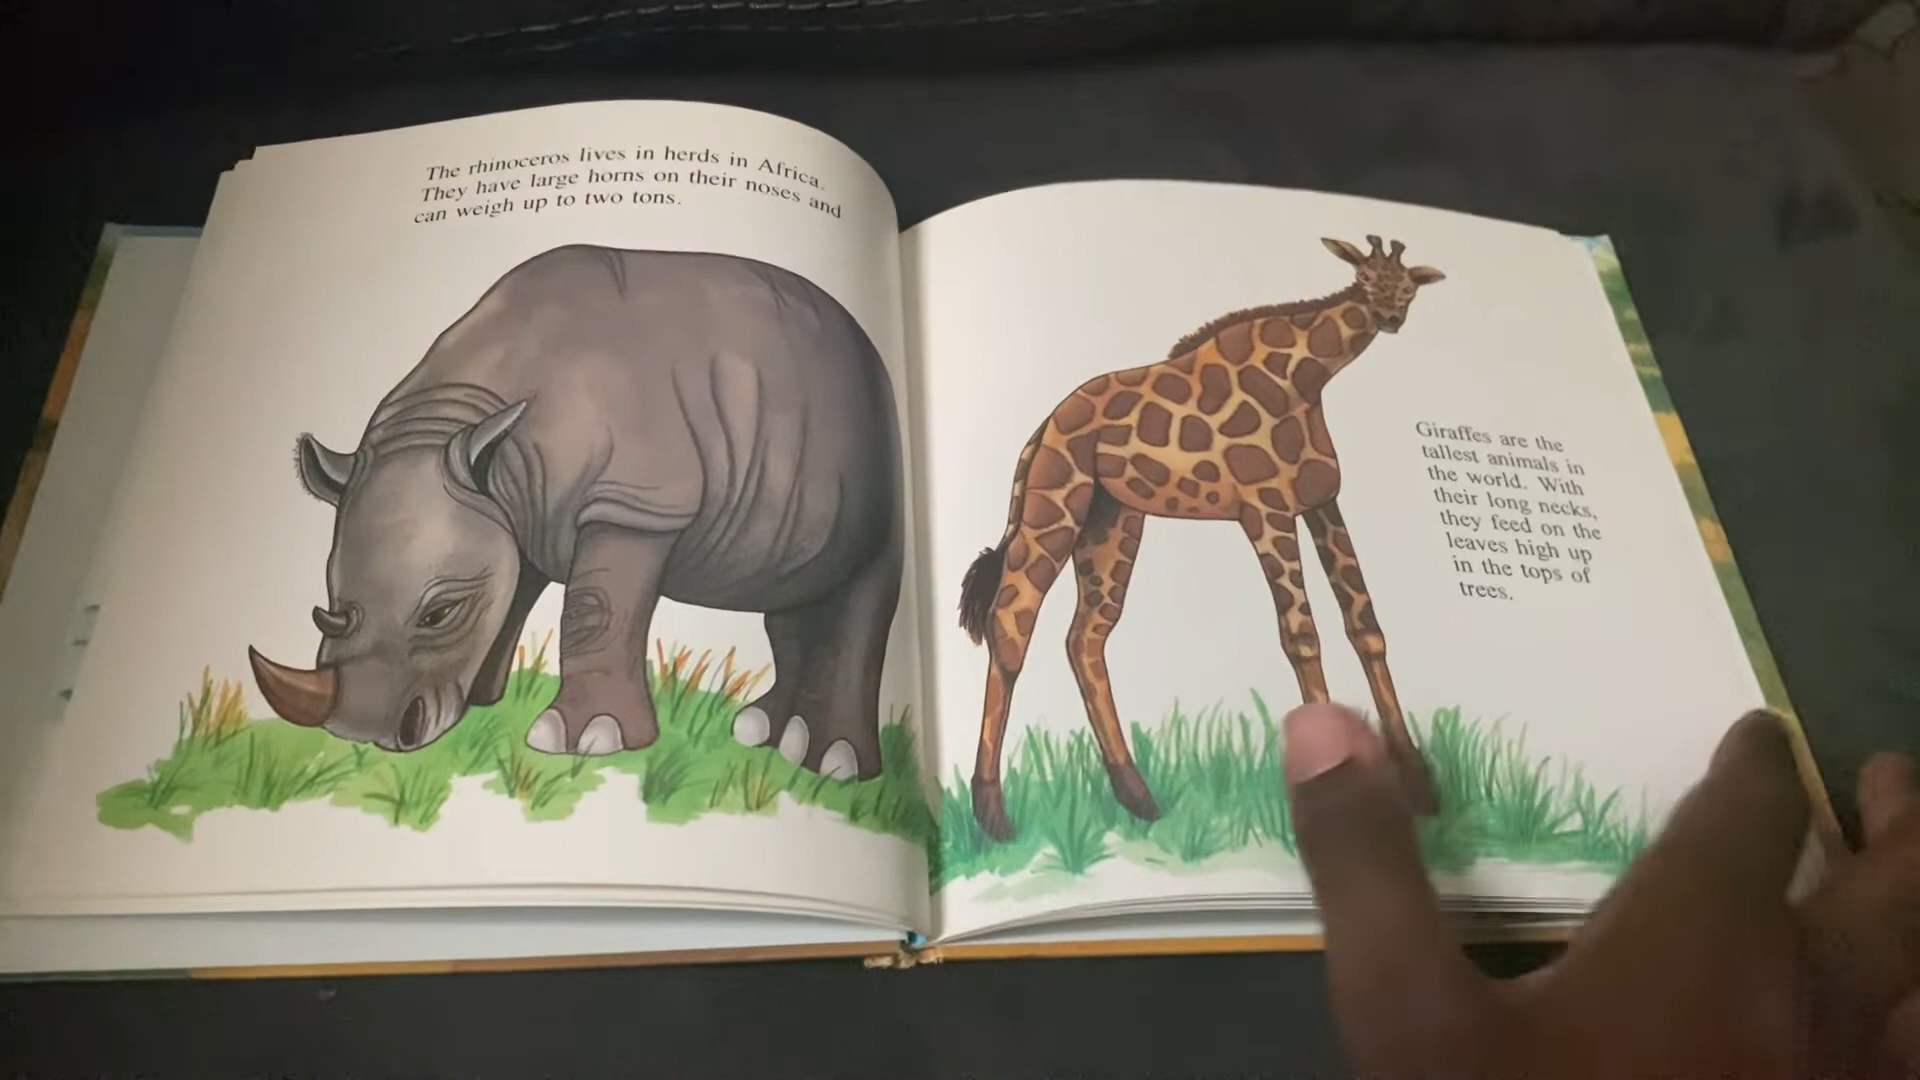 The rhinoceros lives in herds in Africa.
They have large horns on their noses and
can weigh up to two tons.
Giraffes are the
tallest animals in
the world. With
their long necks,
they feed on the
leaves high up
in the tops of
trees.